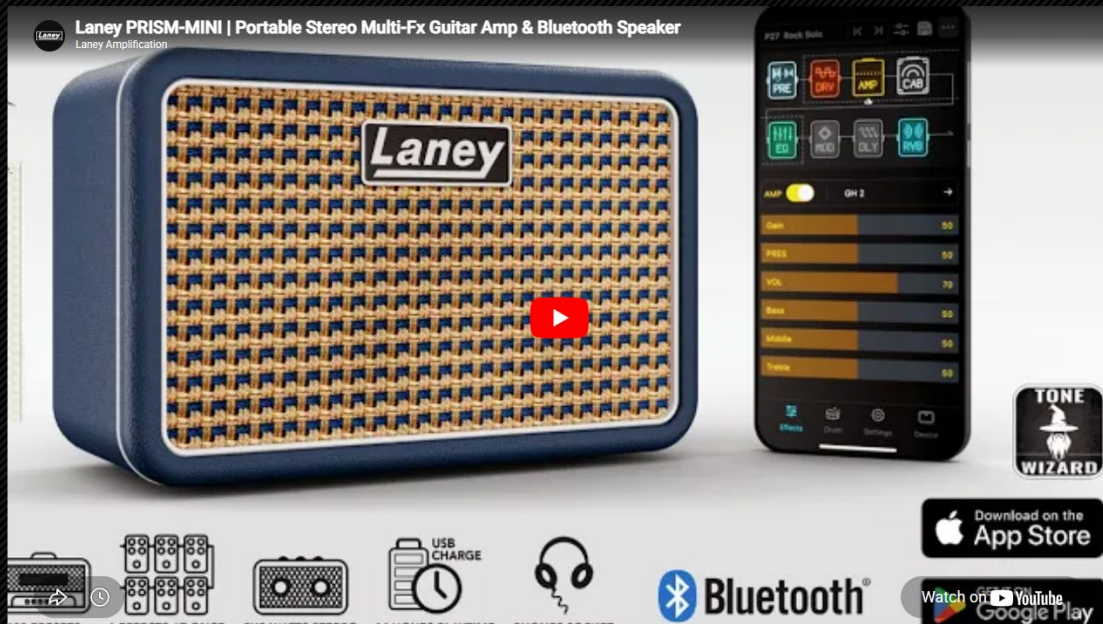 Laney PRISM-MINI | Portable Stereo Multi-Fx Guitar Amp & Bluetooth Speaker
Laney Amplification
Laney
Laney
P27 Rock Solo
PRE
DRV
AMP
CAB
EQ
MOD
DLY
RVB
AMP
GH 2
Gain 50
PRES 50
VOL 70
Bass 50
Middle 50
Treble 50
Effects
Drum
Settings
Device
TONE
WIZARD
Download on the
App Store
USB
CHARGE
Bluetooth®
Watch on YouTube
Google Play